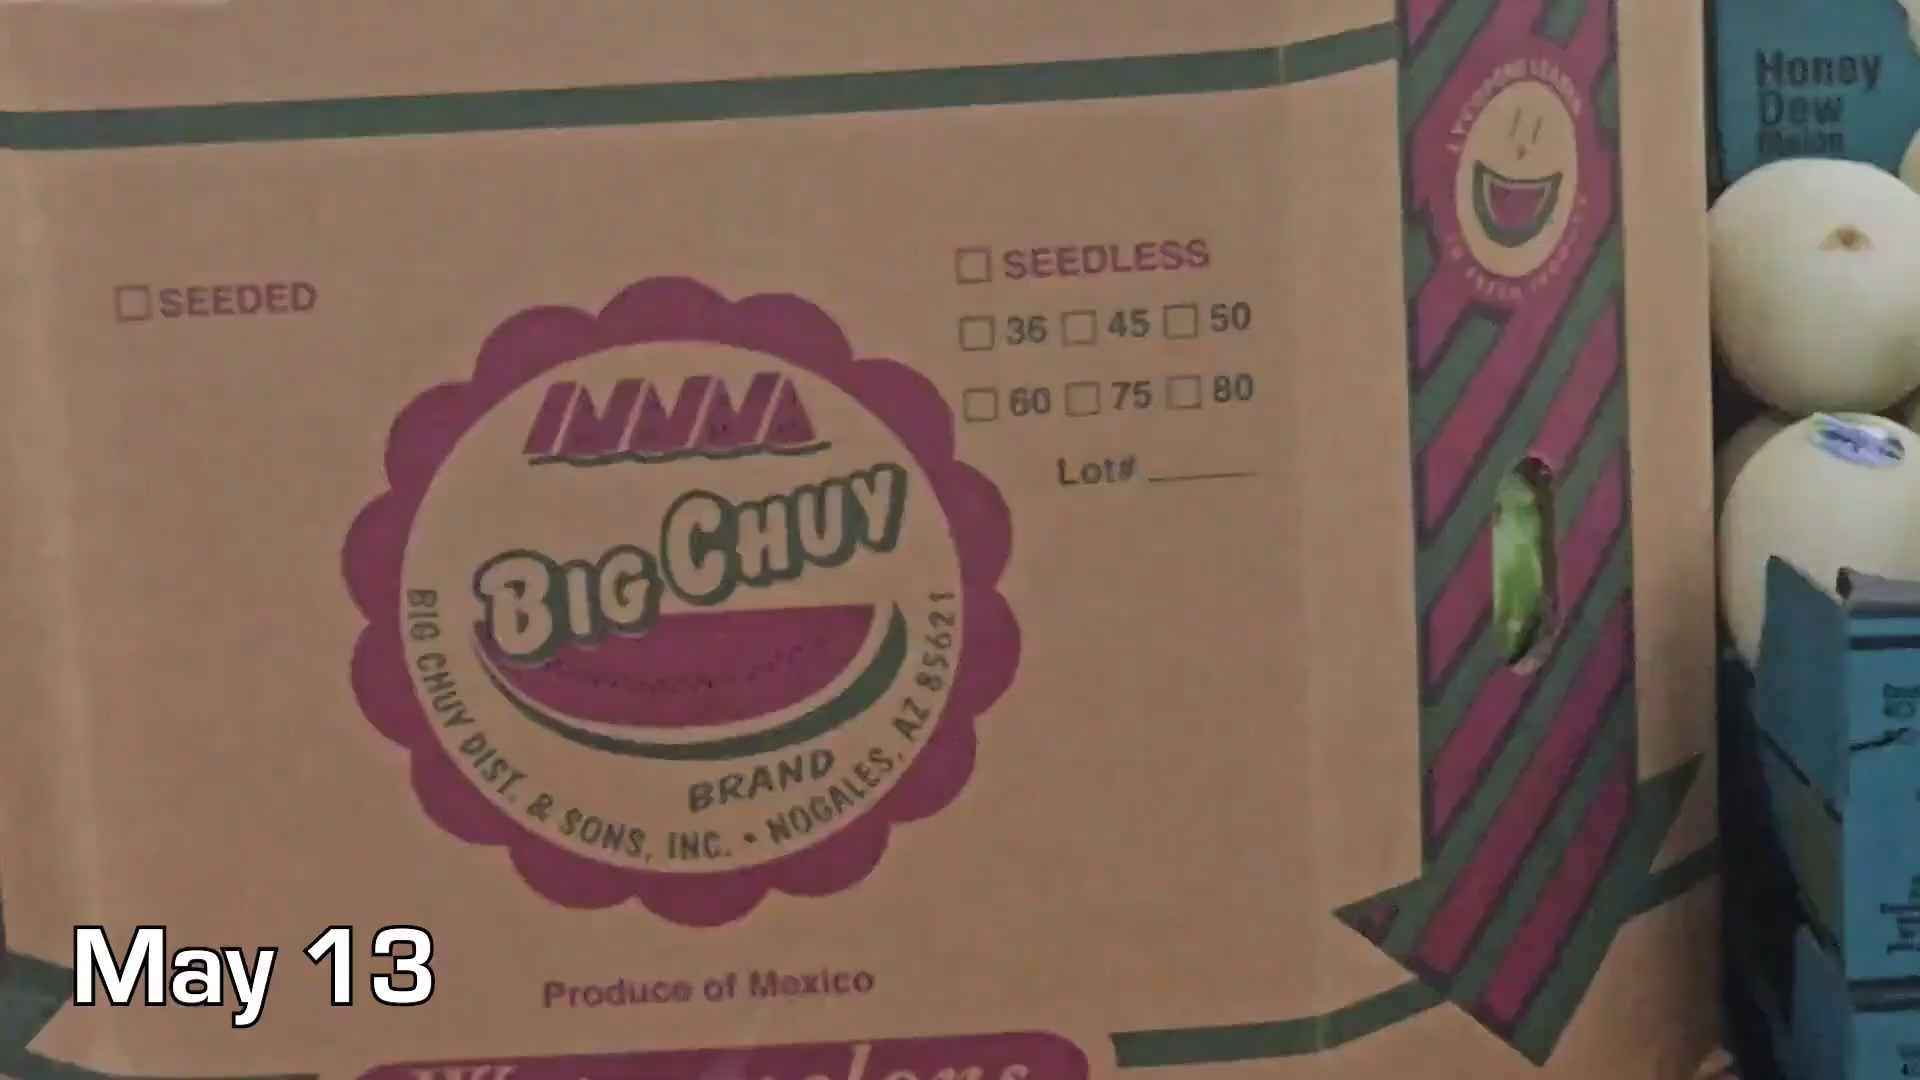 Honey
Dew
Melon
SEEDED
SEEDLESS
36 45 50
60 75 80
Lot#
BIG CHUY
BRAND
BIG CHUY DIST. & SONS, INC. • NOGALES, AZ 85621
Produce of Mexico
May 13